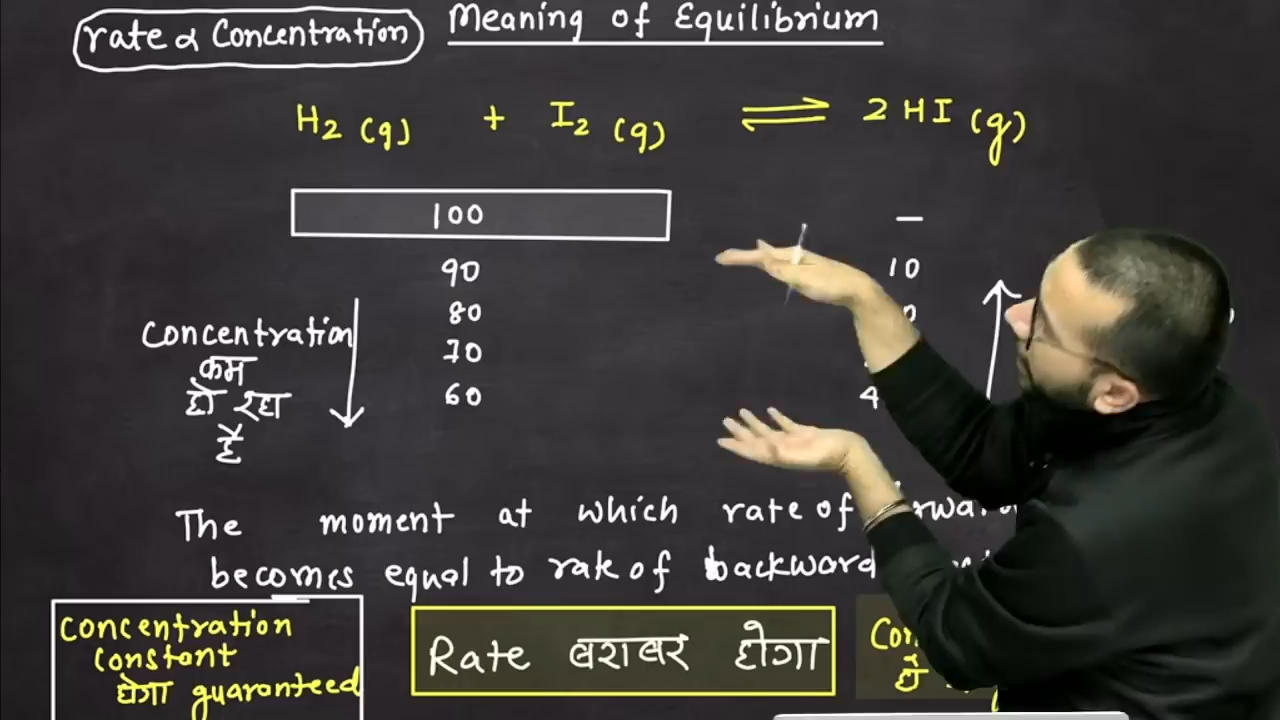 rate α Concentration
Meaning of Equilibrium
H2 (g) + I2 (g) ⇌ 2 HI (g)
100 –
90 10
80
70
60 4
Concentration
कम
हो रहा
है
The moment at which rate of
becomes equal to rate of backward
Concentration
Constant
होगा guaranteed
Rate बराबर होगा